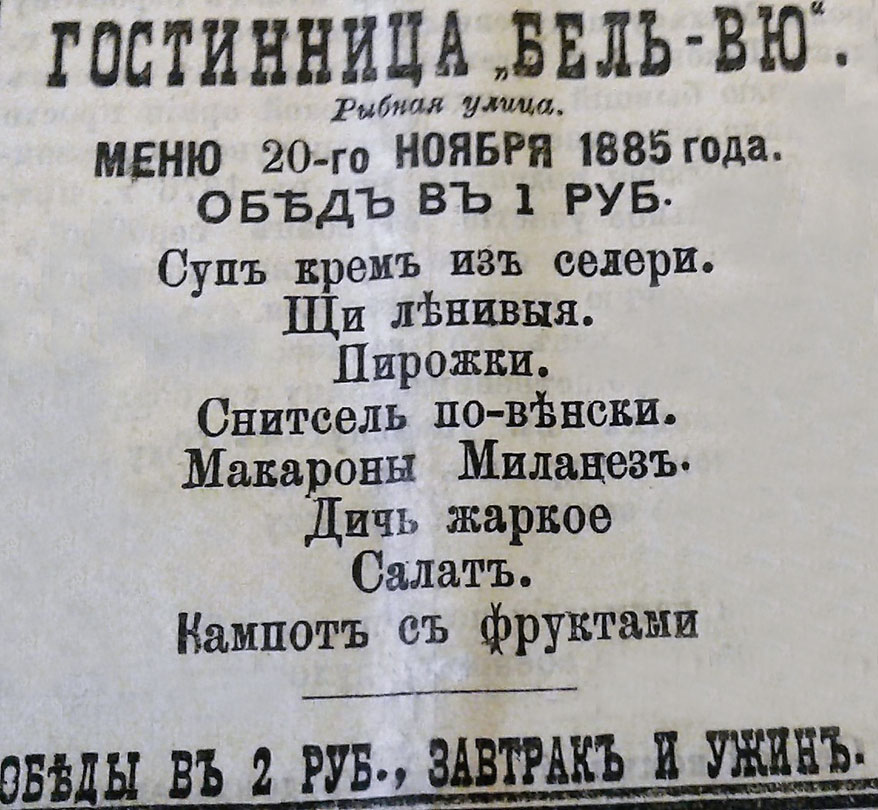 ГОСТИННИЦА „БЕЛЬ-ВЮ“.
Рыбная улица.
МЕНЮ 20-го НОЯБРЯ 1885 года.
ОБѢДЪ ВЪ 1 РУБ.
Супъ кремъ изъ селери.
Щи лѣнивыя.
Пирожки.
Снитсель по-вѣнски.
Макароны Миланезъ.
Дичь жаркое
Салатъ.
Кампотъ съ фруктами
ОБѢДЫ ВЪ 2 РУБ., ЗАВТРАКЪ И УЖИНЪ.